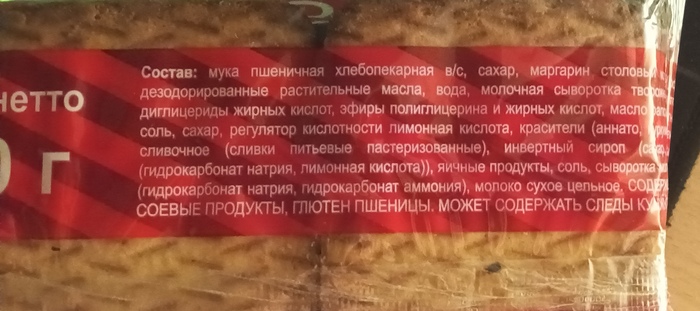 нетто
0 г
Состав: мука пшеничная хлебопекарная в/с, сахар, маргарин столовый
дезодорированные растительные масла, вода, молочная сыворотка
диглицериды жирных кислот, эфиры полиглицерина и жирных кислот, масло
соль, сахар, регулятор кислотности лимонная кислота, красители (аннато,
сливочное (сливки питьевые пастеризованные), инвертный сироп
(гидрокарбонат натрия, лимонная кислота)), яичные продукты, соль, сыворотка
(гидрокарбонат натрия, гидрокарбонат аммония), молоко сухое цельное.
СОЕВЫЕ ПРОДУКТЫ, ГЛЮТЕН ПШЕНИЦЫ. МОЖЕТ СОДЕРЖАТЬ СЛЕДЫ